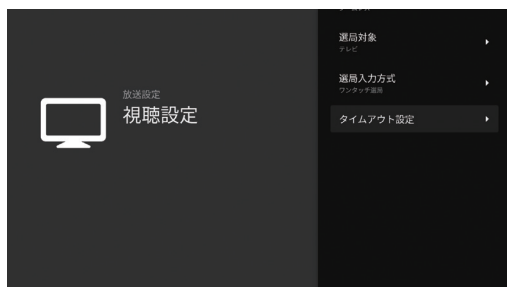 放送設定
視聴設定
選局対象
テレビ
選局入力方式
ワンタッチ選局
タイムアウト設定